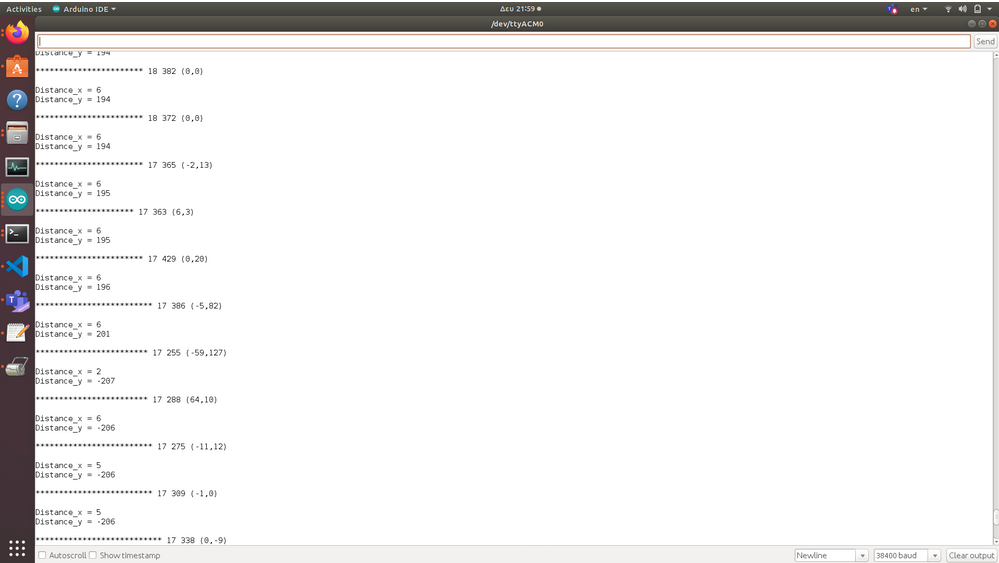 Activities
Arduino IDE
Δευ 21:59
en
/dev/ttyACM0
Send
Distance_y = 194
*********************** 18 382 (0,0)
Distance_x = 6
Distance_y = 194
*********************** 18 372 (0,0)
Distance_x = 6
Distance_y = 194
*********************** 17 365 (-2,13)
Distance_x = 6
Distance_y = 195
********************* 17 363 (6,3)
Distance_x = 6
Distance_y = 195
*********************** 17 429 (0,20)
Distance_x = 6
Distance_y = 196
************************* 17 386 (-5,82)
Distance_x = 6
Distance_y = 201
************************ 17 255 (-59,127)
Distance_x = 2
Distance_y = -207
************************ 17 288 (64,10)
Distance_x = 6
Distance_y = -206
************************* 17 275 (-11,12)
Distance_x = 5
Distance_y = -206
************************* 17 309 (-1,0)
Distance_x = 5
Distance_y = -206
*************************** 17 338 (0,-9)
Autoscroll
Show timestamp
Newline
38400 baud
Clear output